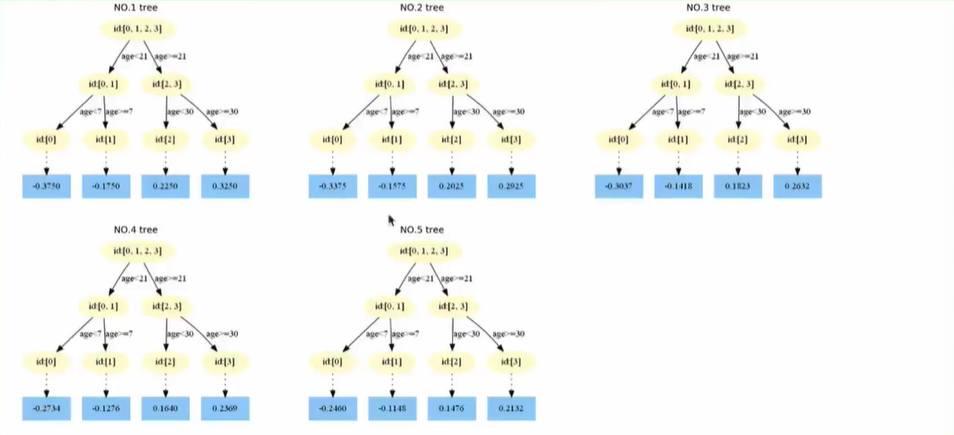 NO.1 tree NO.2 tree NO.3 tree
id:[0, 1, 2, 3] id:[0, 1, 2, 3] id:[0, 1, 2, 3]
age<21 age>=21 age<21 age>=21 age<21 age>=21
id:[0, 1] id:[2, 3] id:[0, 1] id:[2, 3] id:[0, 1] id:[2, 3]
age<7 age>=7 age<30 age>=30 age<7 age>=7 age<30 age>=30 age<7 age>=7 age<30 age>=30
id:[0] id:[1] id:[2] id:[3] id:[0] id:[1] id:[2] id:[3] id:[0] id:[1] id:[2] id:[3]
-0.3750 -0.1750 0.2250 0.3250 -0.3375 -0.1575 0.2025 0.2925 -0.3037 -0.1418 0.1823 0.2632
NO.4 tree NO.5 tree
id:[0, 1, 2, 3] id:[0, 1, 2, 3]
age<21 age>=21 age<21 age>=21
id:[0, 1] id:[2, 3] id:[0, 1] id:[2, 3]
age<7 age>=7 age<30 age>=30 age<7 age>=7 age<30 age>=30
id:[0] id:[1] id:[2] id:[3] id:[0] id:[1] id:[2] id:[3]
-0.2734 -0.1276 0.1640 0.2369 -0.2460 -0.1148 0.1476 0.2132